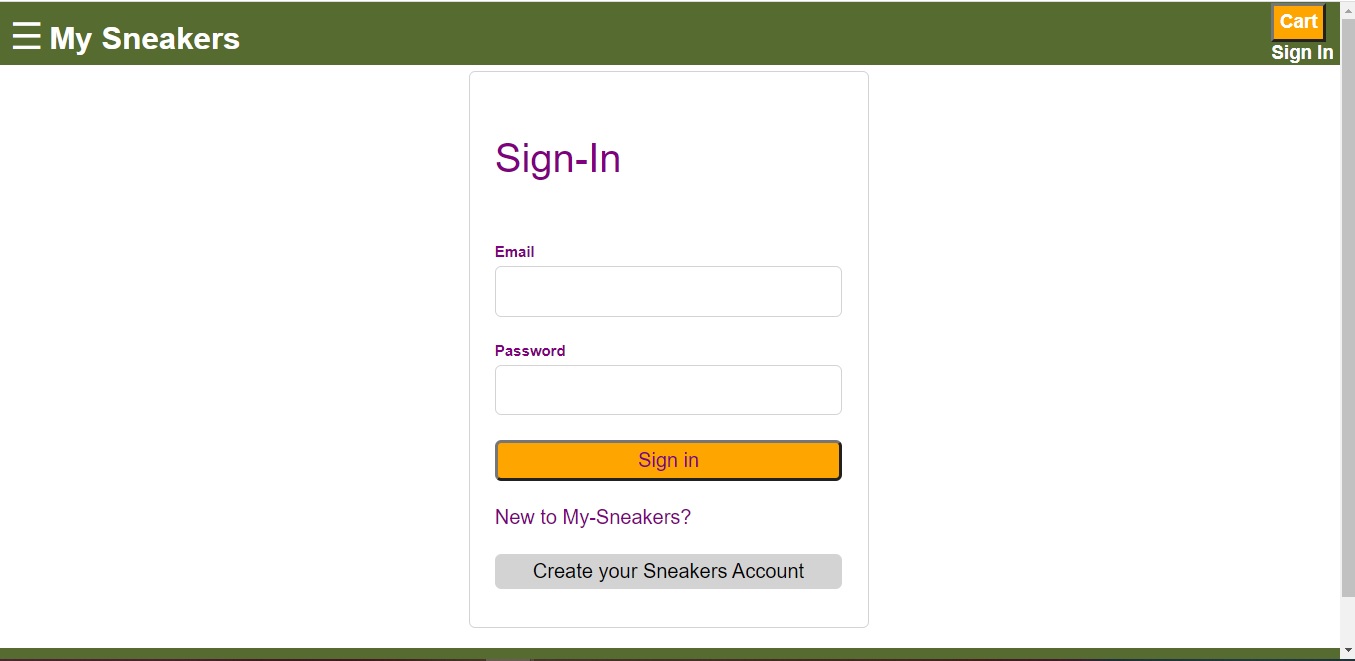 ☰ My Sneakers
Cart
Sign In
Sign-In
Email
Password
Sign in
New to My-Sneakers?
Create your Sneakers Account